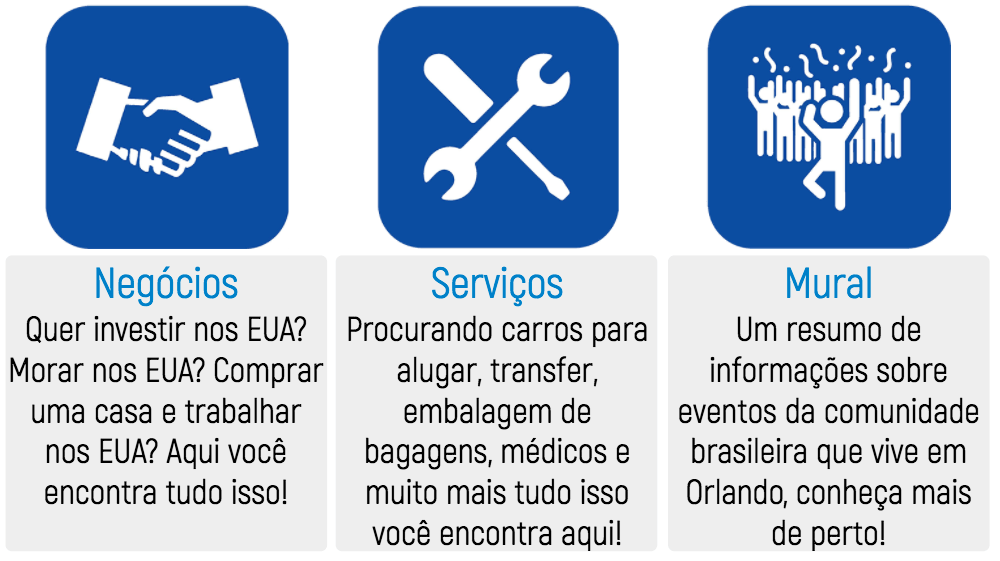 Negócios
Quer investir nos EUA?
Morar nos EUA? Comprar
uma casa e trabalhar
nos EUA? Aqui você
encontra tudo isso!
Serviços
Procurando carros para
alugar, transfer,
embalagem de
bagagens, médicos e
muito mais tudo isso
você encontra aqui!
Mural
Um resumo de
informações sobre
eventos da comunidade
brasileira que vive em
Orlando, conheça mais
de perto!